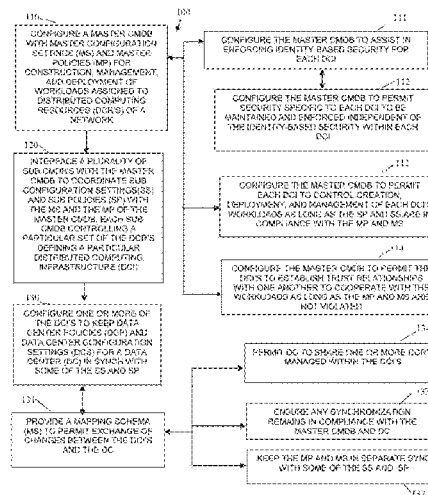 110
100
CONFIGURE A MASTER CMDB
WITH MASTER CONFIGURATION
SETTINGS (MS) AND MASTER
POLICIES (MP) FOR
CONSTRUCTION, MANAGEMENT,
AND DEPLOYMENT OF
WORKLOADS ASSIGNED TO
DISTRIBUTED COMPUTING
RESOURCES (DCR'S) OF A
NETWORK
111
CONFIGURE THE MASTER CMDB TO ASSIST IN
ENFORCING IDENTITY BASED SECURITY FOR
EACH DCI
112
CONFIGURE THE MASTER CMDB TO PERMIT
SECURITY SPECIFIC TO EACH DCI TO BE
MAINTAINED AND ENFORCED INDEPENDENT OF
THE IDENTITY-BASED SECURITY WITHIN EACH
DCI
120
INTERFACE A PLURALITY OF
SUB CMDB'S WITH THE MASTER
CMDB TO COORDINATE SUB
CONFIGURATION SETTINGS(SS)
AND SUB POLICIES (SP) WITH
THE MS AND THE MP OF THE
MASTER CMDB, EACH SUB
CMDB CONTROLLING A
PARTICULAR SET OF THE DCR'S
DEFINING A PARTICULAR
DISTRIBUTED COMPUTING
INFRASTRUCTURE (DCI)
113
CONFIGURE THE MASTER CMDB TO PERMIT
EACH DCI TO CONTROL CREATION,
DEPLOYMENT, AND MANAGEMENT OF EACH DCI'S
WORKLOADS AS LONG AS THE SP AND SS ARE IN
COMPLIANCE WITH THE MP AND MS
114
CONFIGURE THE MASTER CMDB TO PERMIT THE
DCI'S TO ESTABLISH TRUST RELATIONSHIPS
WITH ONE ANOTHER TO COOPERATE WITH THE
WORKLOADS AS LONG AS THE MP AND MS ARE
NOT VIOLATED
130
CONFIGURE ONE OR MORE
OF THE DCI'S TO KEEP DATA
CENTER POLICIES (DCP) AND
DATA CENTER CONFIGURATION
SETTINGS (DCS) FOR A DATA
CENTER (DC) IN SYNCH WITH
SOME OF THE SS AND SP
131
PROVIDE A MAPPING SCHEMA
(MS) TO PERMIT EXCHANGE OF
CHANGES BETWEEN THE DCI'S
AND THE DC
PERMIT DC TO SHARE ONE OR MORE DCR'S
MANAGED WITHIN THE DCI'S
ENSURE ANY SYNCHRONIZATION
REMAINS IN COMPLIANCE WITH THE
MASTER CMDB AND DC
KEEP THE MP AND MS IN SEPARATE SYNC
WITH SOME OF THE SS AND SP